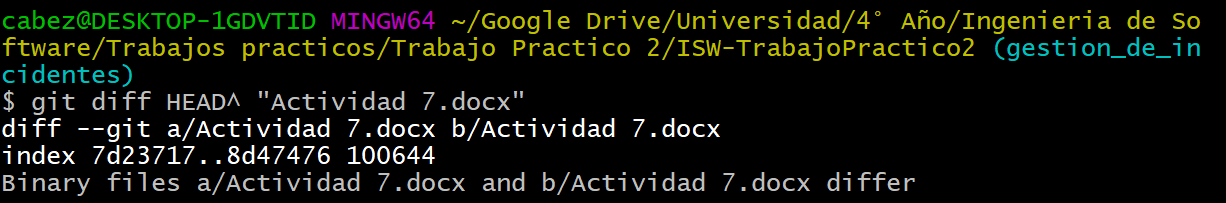 cabez@DESKTOP-1GDVTID MINGW64 ~/Google Drive/Universidad/4° Año/Ingenieria de So
ftware/Trabajos practicos/Trabajo Practico 2/ISW-TrabajoPractico2 (gestion_de_in
cidentes)
$ git diff HEAD^ "Actividad 7.docx"
diff --git a/Actividad 7.docx b/Actividad 7.docx
index 7d23717..8d47476 100644
Binary files a/Actividad 7.docx and b/Actividad 7.docx differ